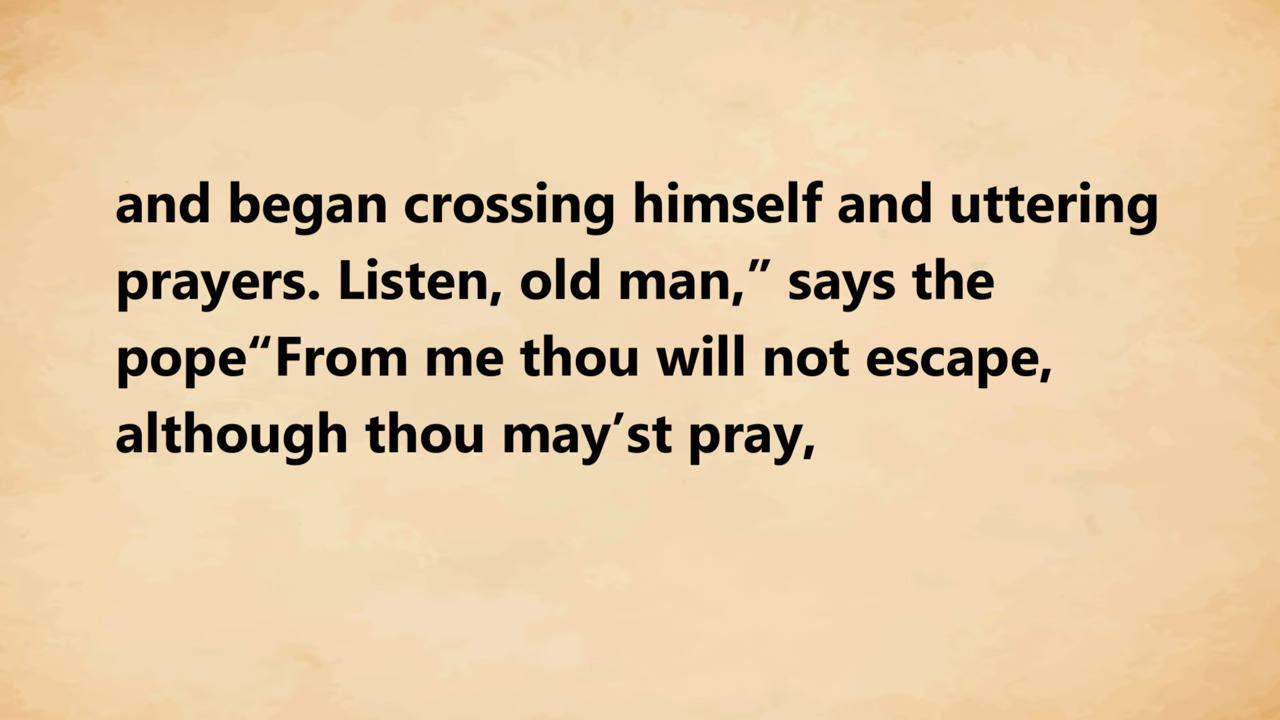 and began crossing himself and uttering
prayers. Listen, old man,” says the
pope“From me thou will not escape,
although thou may’st pray,